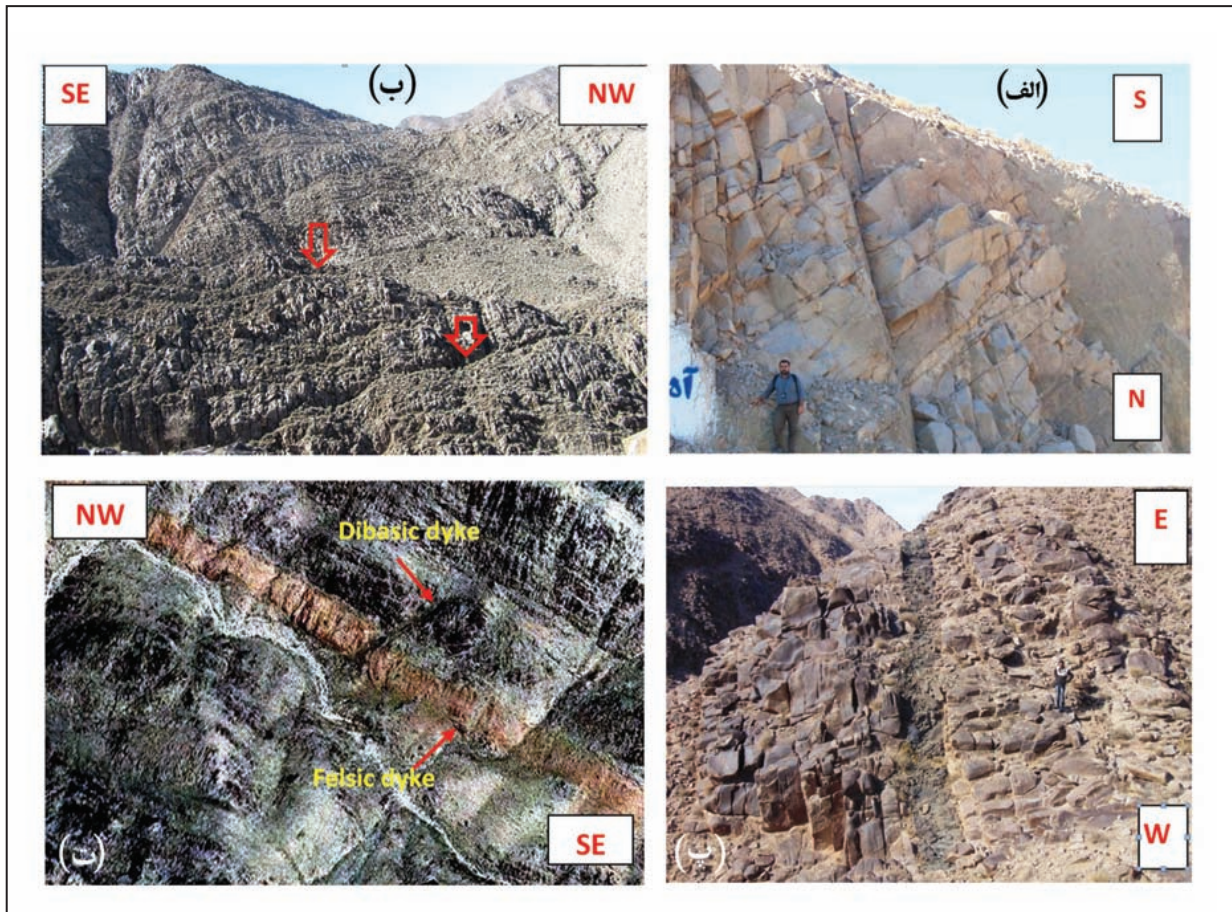 (الف)
S
N
(ب)
SE
NW
E
W
(پ)
NW
Dibasic dyke
Felsic dyke
SE
(ت)